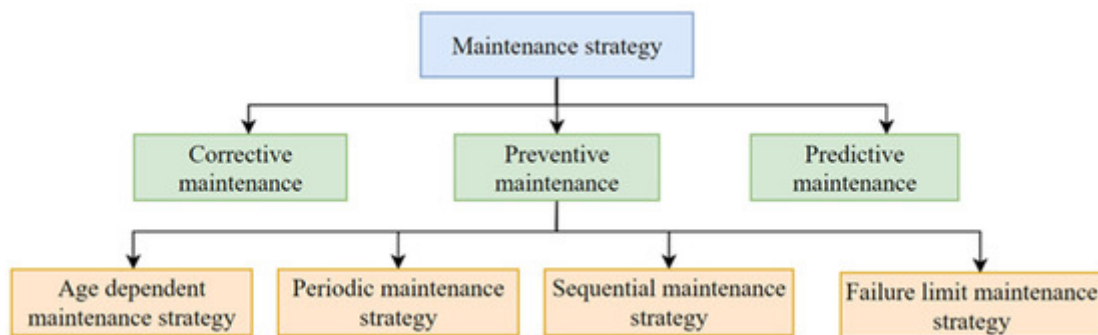 Maintenance strategy
Corrective
maintenance
Preventive
maintenance
Predictive
maintenance
Age dependent
maintenance strategy
Periodic maintenance
strategy
Sequential maintenance
strategy
Failure limit maintenance
strategy